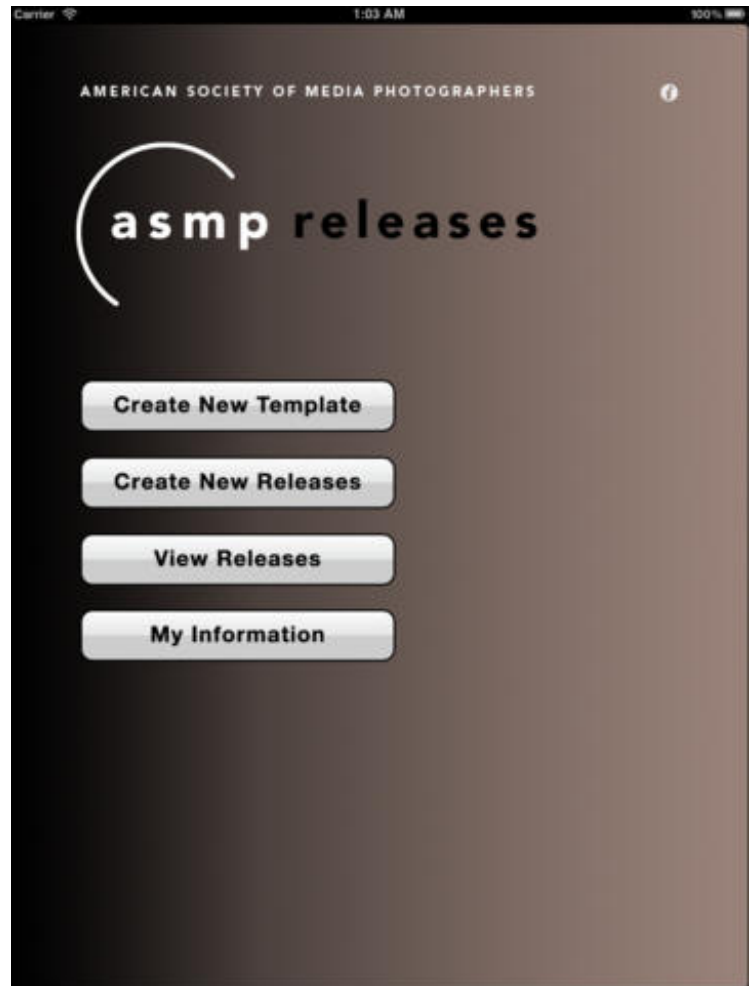 Carrier 1:03 AM 100%
AMERICAN SOCIETY OF MEDIA PHOTOGRAPHERS
asmp releases
Create New Template
Create New Releases
View Releases
My Information